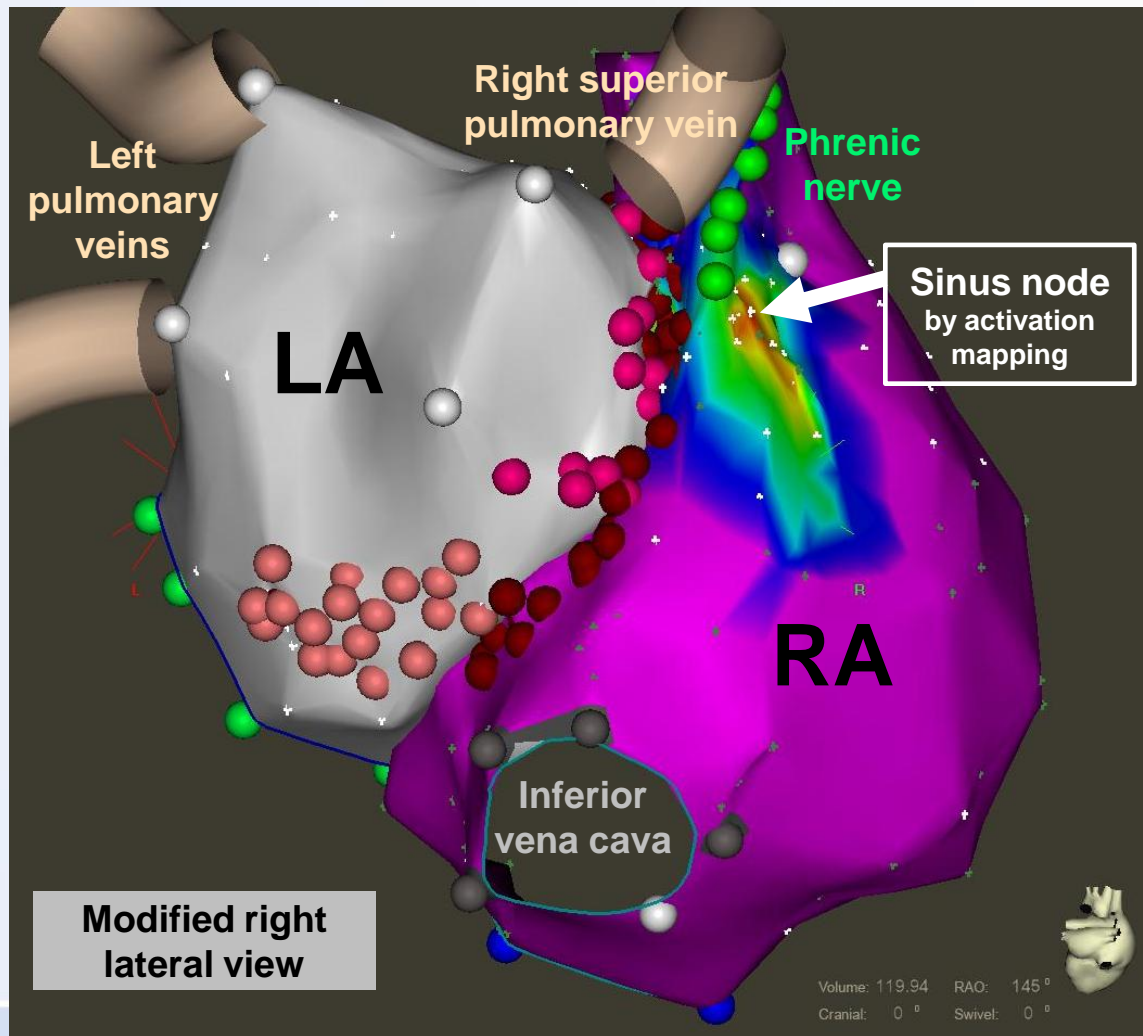 Right superior
pulmonary vein
Left
pulmonary
veins
Phrenic
nerve
Sinus node
by activation
mapping
LA
L
R
RA
Inferior
vena cava
Modified right
lateral view
Volume: 119.94 RAO: 145 °
Cranial: 0 ° Swivel: 0 °